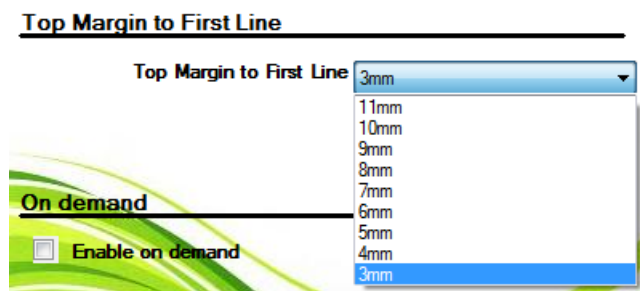 Top Margin to First Line
Top Margin to First Line 3mm
11mm
10mm
9mm
8mm
7mm
6mm
5mm
4mm
3mm
On demand
Enable on demand